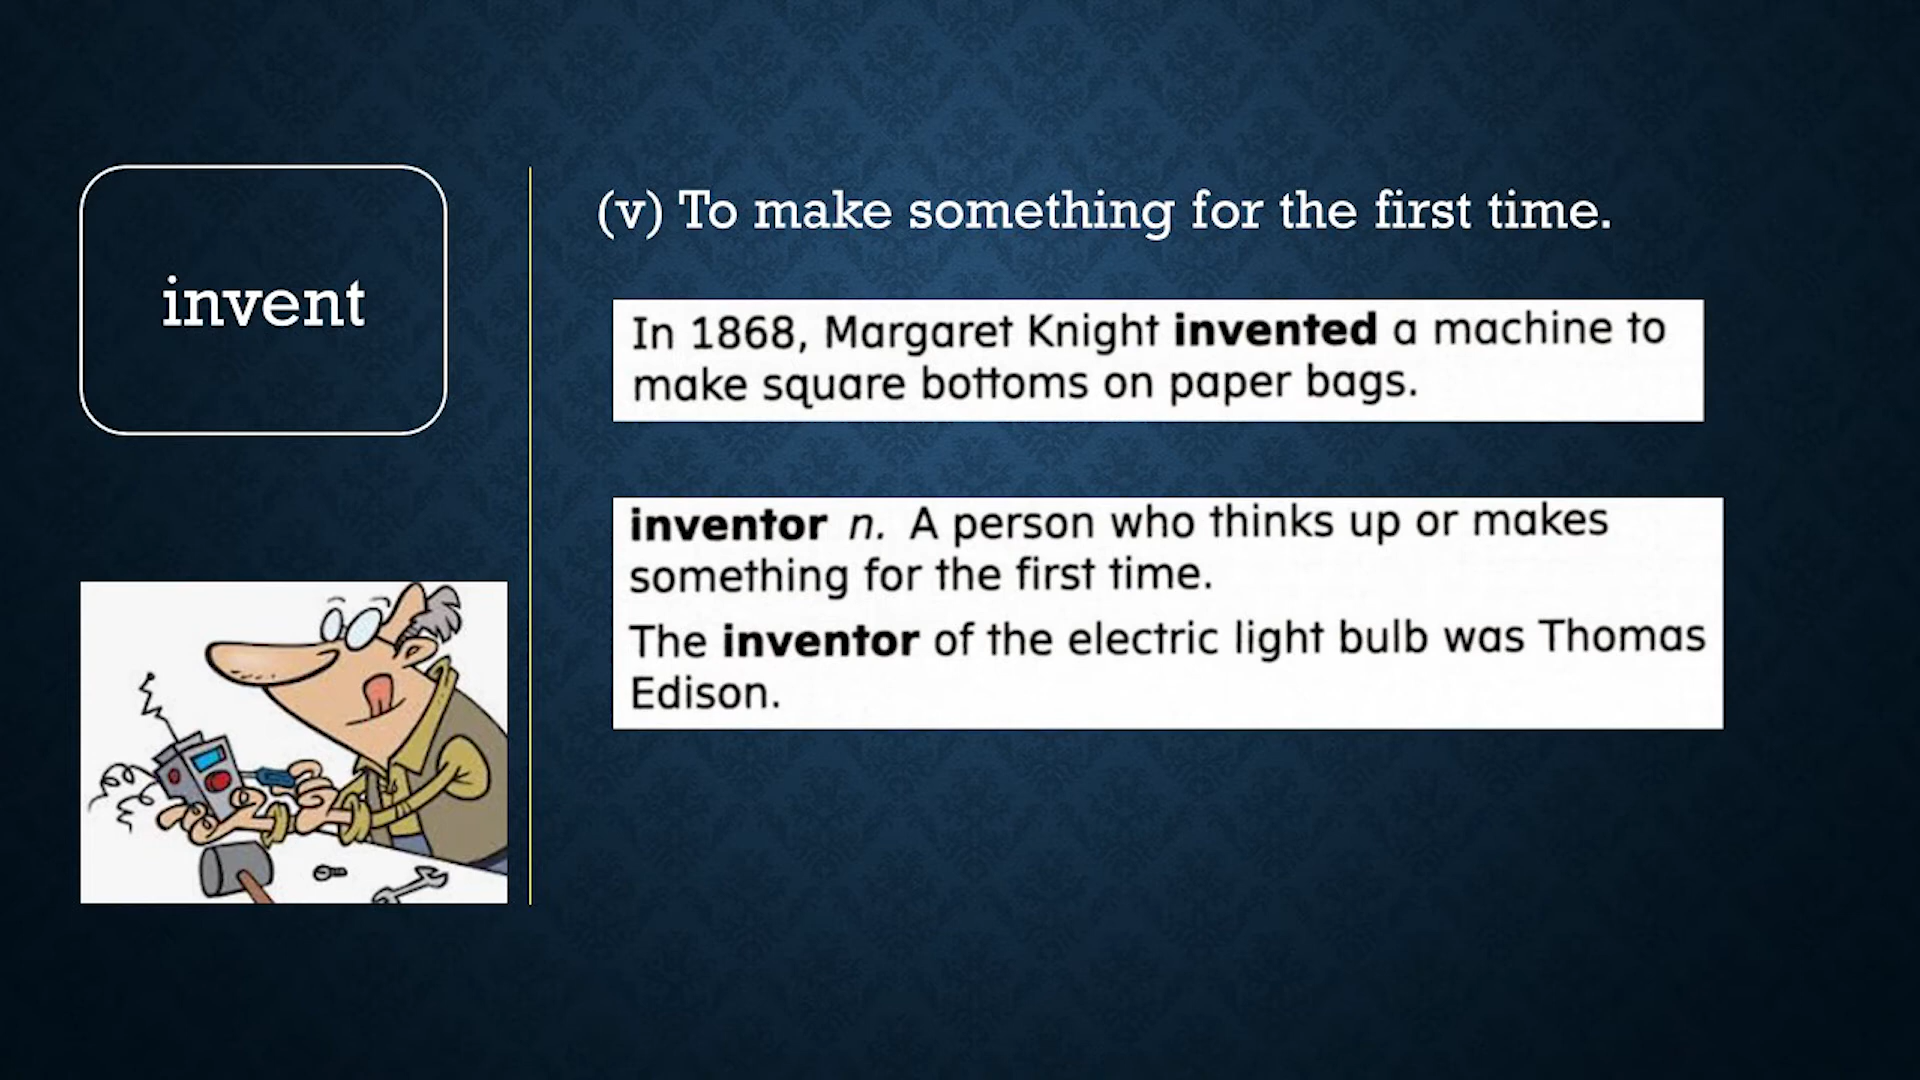 invent
(v) To make something for the first time.
In 1868, Margaret Knight invented a machine to
make square bottoms on paper bags.
inventor n. A person who thinks up or makes
something for the first time.
The inventor of the electric light bulb was Thomas
Edison.